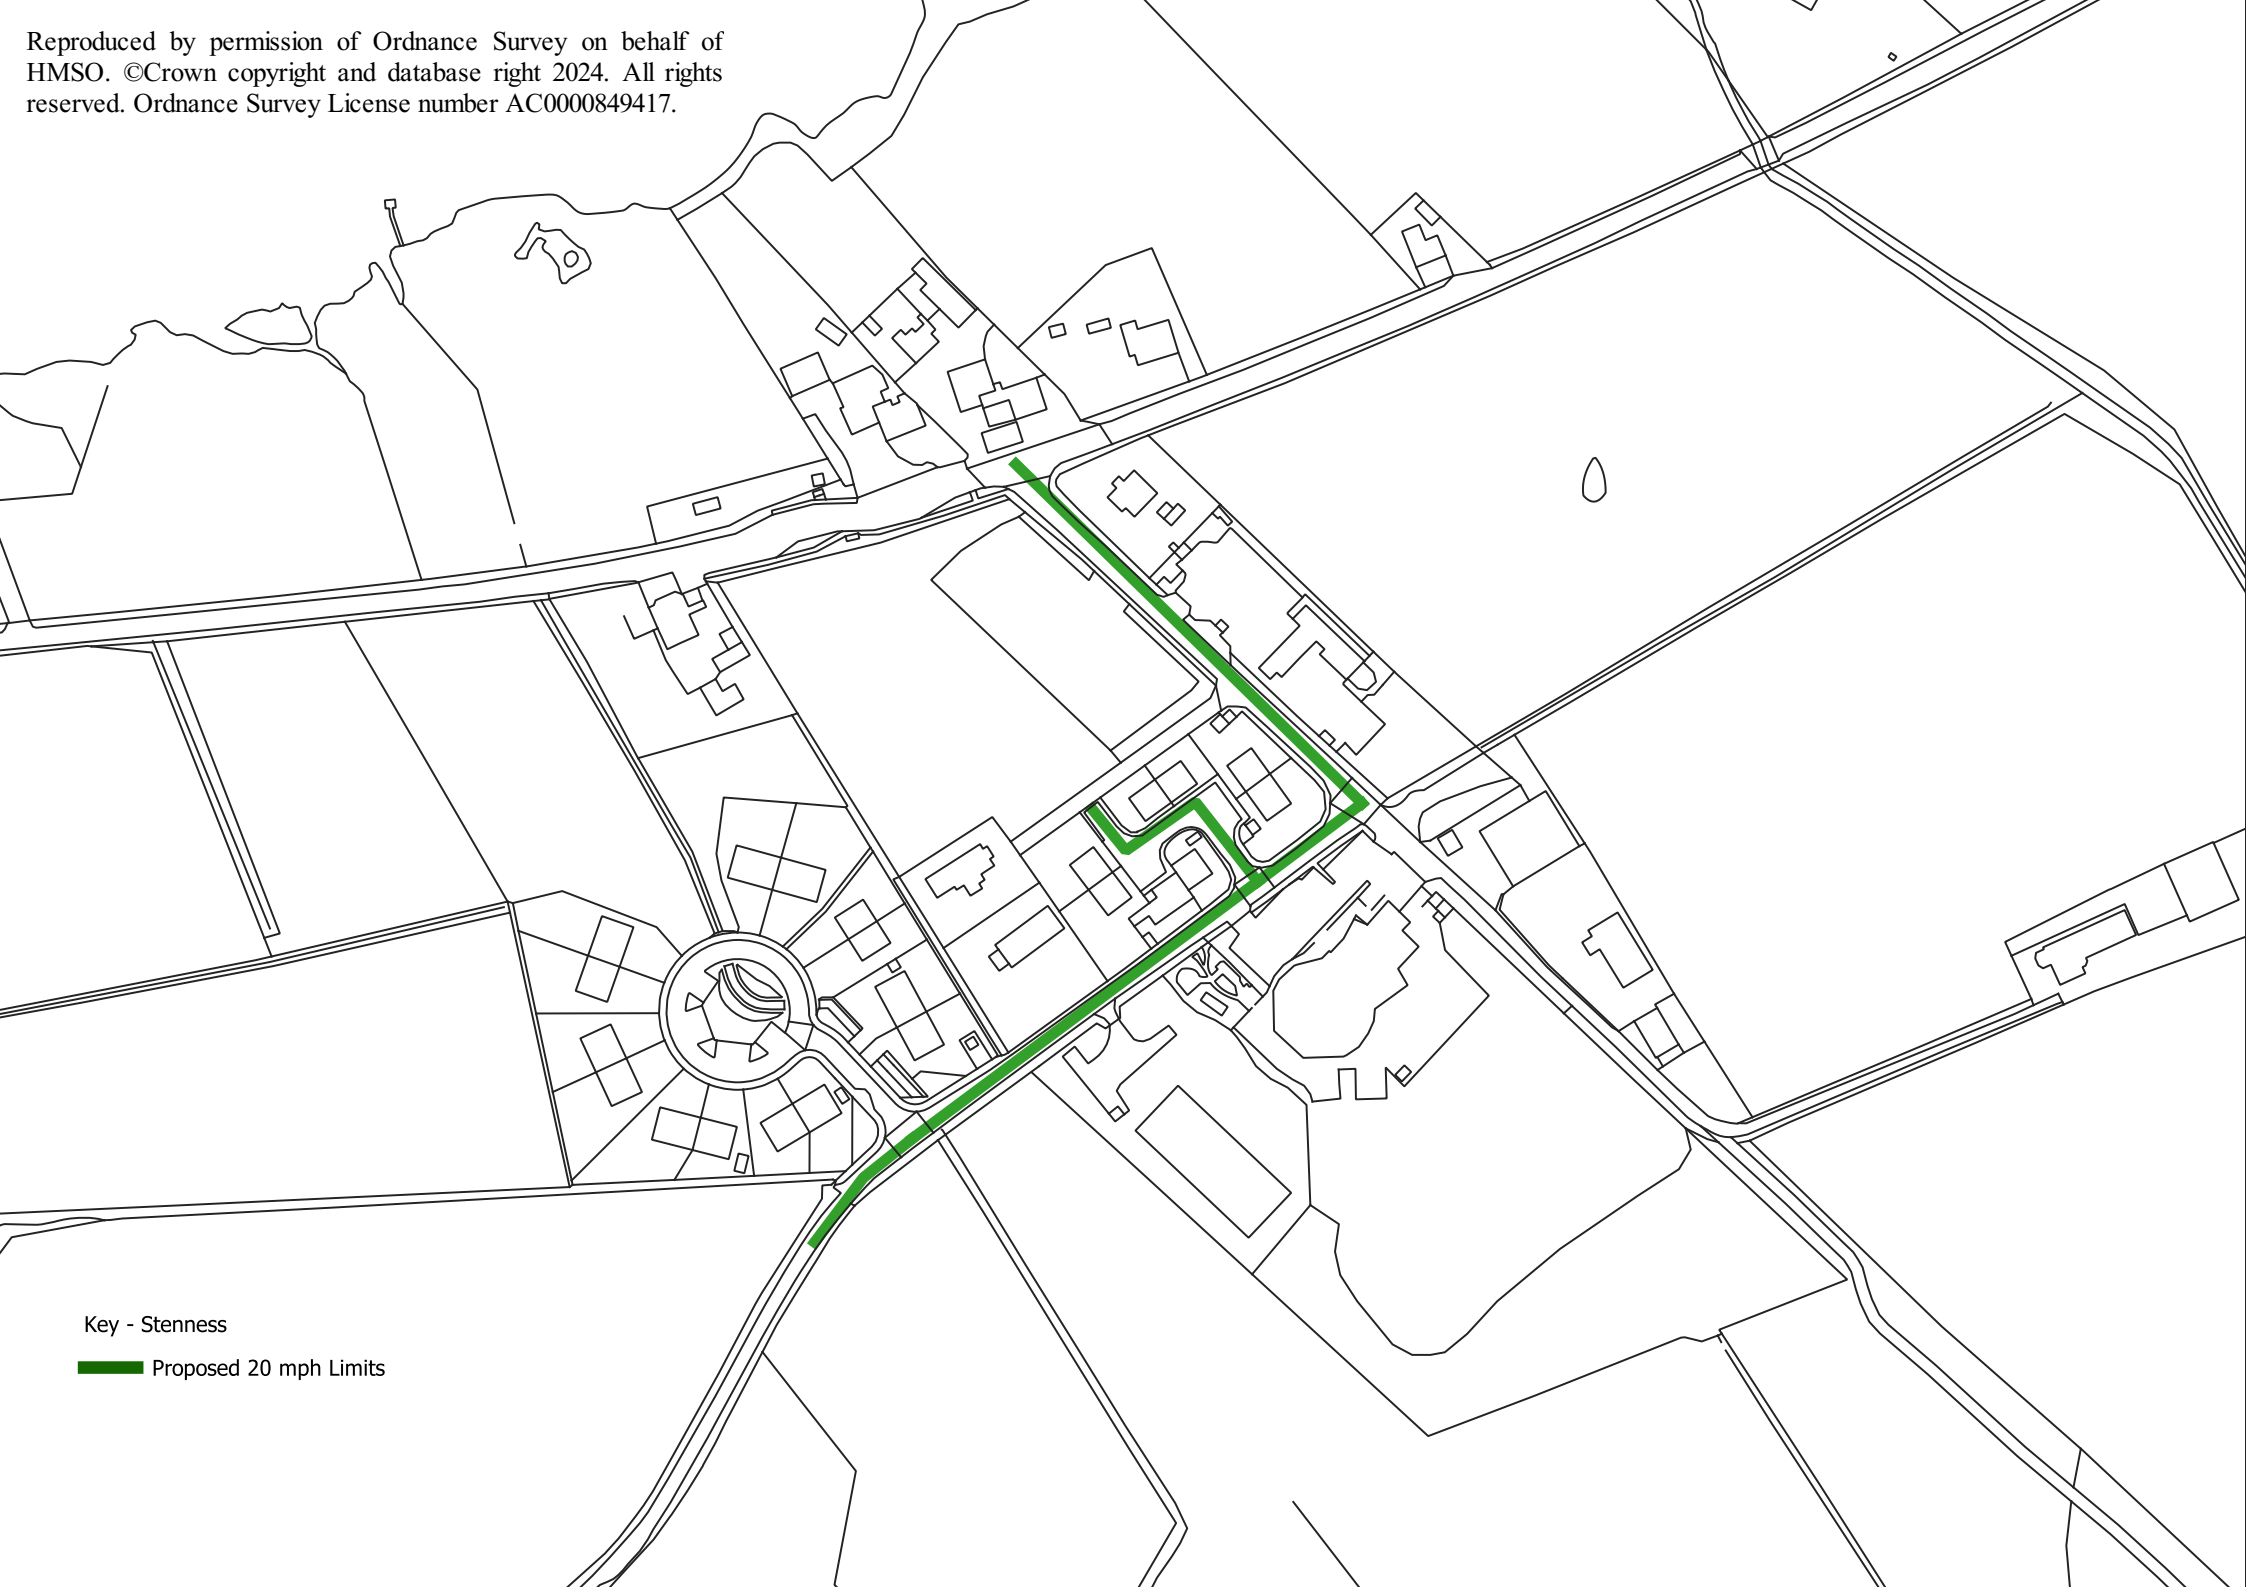 Reproduced by permission of Ordnance Survey on behalf of
HMSO. ©Crown copyright and database right 2024. All rights
reserved. Ordnance Survey License number AC0000849417.
Key - Stenness
Proposed 20 mph Limits